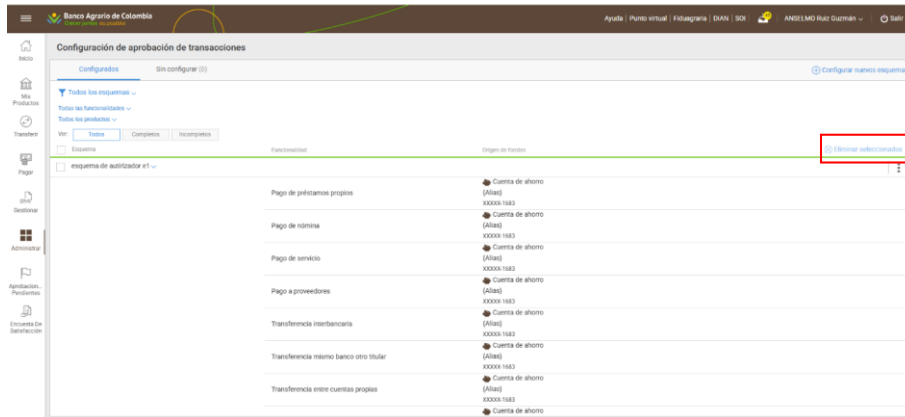 Banco Agrario de Colombia
Ayuda | Punto virtual | Fiduagraria | DIAN | SOI
ANSELMO Ruiz Guzmán
Salir
Inicio
Mis
Productos
Transferir
Pagar
Gestionar
Administrar
Aprobacion...
Pendientes
Encuesta De
Satisfacción
Configuración de aprobación de transacciones
Configurados
Sin configurar (0)
Configurar nuevos esquema
Todos los esquemas
Todas las funcionalidades
Todos los productos
Ver: Todos Completos Incompletos
Esquema Funcionalidad Origen de fondos Eliminar seleccionados
esquema de autirizador e1
Pago de préstamos propios
Cuenta de ahorro
(Alias)
XXXXX-1683
Pago de nómina
Cuenta de ahorro
(Alias)
XXXXX-1683
Pago de servicio
Cuenta de ahorro
(Alias)
XXXXX-1683
Pago a proveedores
Cuenta de ahorro
(Alias)
XXXXX-1683
Transferencia interbancaria
Cuenta de ahorro
(Alias)
XXXXX-1683
Transferencia mismo banco otro titular
Cuenta de ahorro
(Alias)
XXXXX-1683
Transferencia entre cuentas propias
Cuenta de ahorro
(Alias)
XXXXX-1683
Cuenta de ahorro